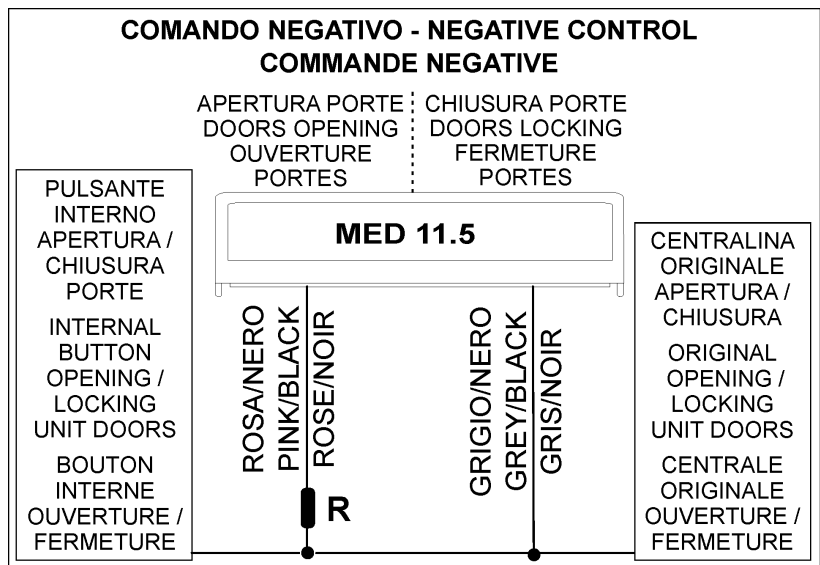 COMANDO NEGATIVO - NEGATIVE CONTROL
COMMANDE NEGATIVE
APERTURA PORTE
DOORS OPENING
OUVERTURE
PORTES
CHIUSURA PORTE
DOORS LOCKING
FERMETURE
PORTES
MED 11.5
PULSANTE
INTERNO
APERTURA /
CHIUSURA
PORTE
INTERNAL
BUTTON
OPENING /
LOCKING
UNIT DOORS
BOUTON
INTERNE
OUVERTURE /
FERMETURE
ROSA/NERO
PINK/BLACK
ROSE/NOIR
R
GRIGIO/NERO
GREY/BLACK
GRIS/NOIR
CENTRALINA
ORIGINALE
APERTURA /
CHIUSURA
ORIGINAL
OPENING /
LOCKING
UNIT DOORS
CENTRALE
ORIGINALE
OUVERTURE /
FERMETURE